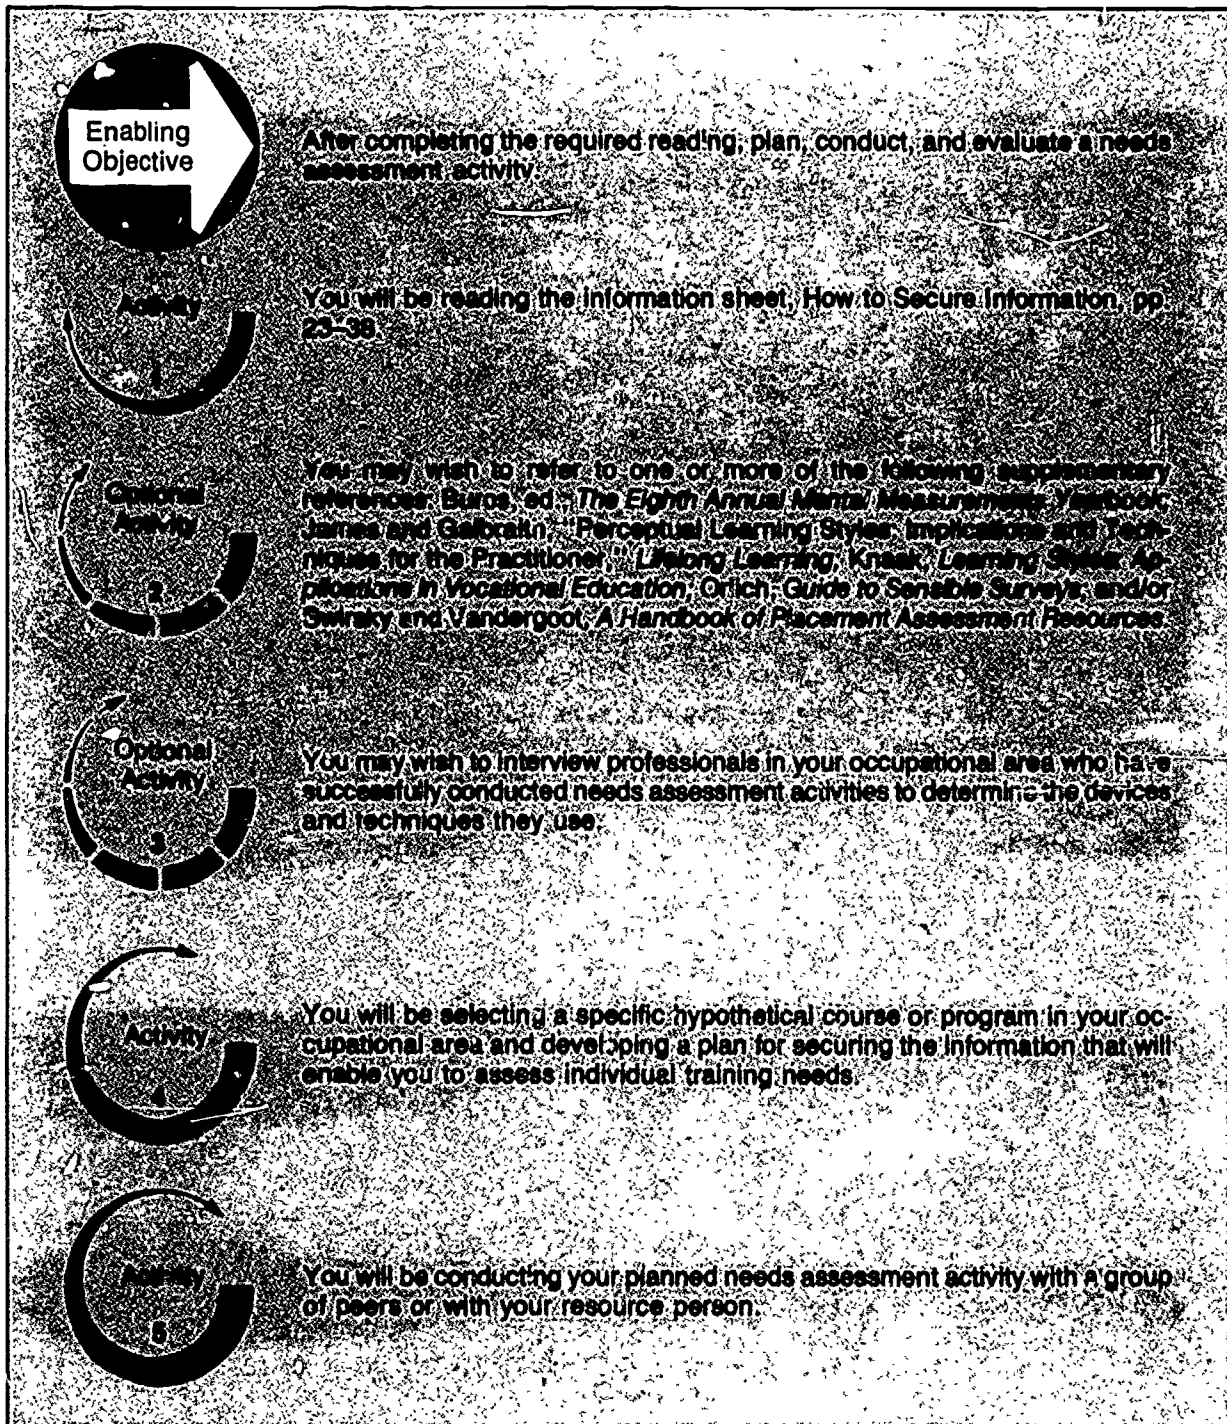 Enabling
Objective
After completing the required reading, plan, conduct, and evaluate a needs
assessment activity.
Activity
1
You will be reading the information sheet, How to Secure Information, pp.
23–38.
Optional
Activity
2
You may wish to refer to one or more of the following supplementary
references: Buros, ed., The Eighth Annual Mental Measurements Yearbook;
James and Galbraith, "Perceptual Learning Styles: Implications and Tech-
niques for the Practitioner," Lifelong Learning; Knaak, Learning Styles: Ap-
plications in Vocational Education; Orlich, Guide to Sensible Surveys; and/or
Swirsky and Vandergoot, A Handbook of Placement Assessment Resources.
Optional
Activity
3
You may wish to interview professionals in your occupational area who have
successfully conducted needs assessment activities to determine the devices
and techniques they use.
Activity
4
You will be selecting a specific hypothetical course or program in your oc-
cupational area and developing a plan for securing the information that will
enable you to assess individual training needs.
Activity
5
You will be conducting your planned needs assessment activity with a group
of peers or with your resource person.